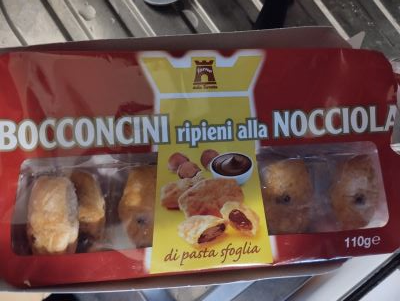 BOCCONCINI ripieni alla NOCCIOLA
di pasta sfoglia
110g℮